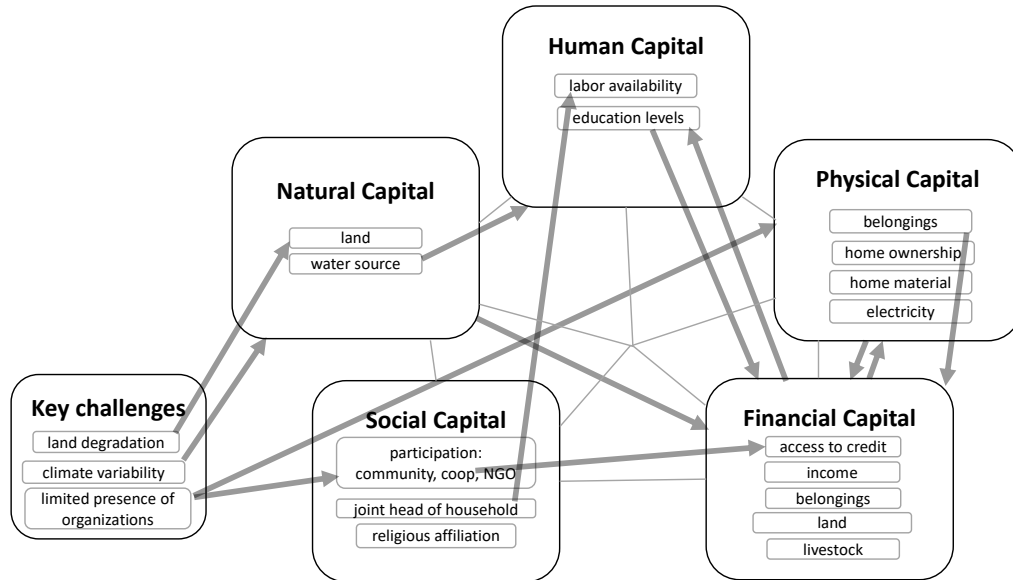 Human Capital
labor availability
education levels
Natural Capital
land
water source
Physical Capital
belongings
home ownership
home material
electricity
Key challenges
land degradation
climate variability
limited presence of
organizations
Social Capital
participation:
community, coop, NGO
joint head of household
religious affiliation
Financial Capital
access to credit
income
belongings
land
livestock